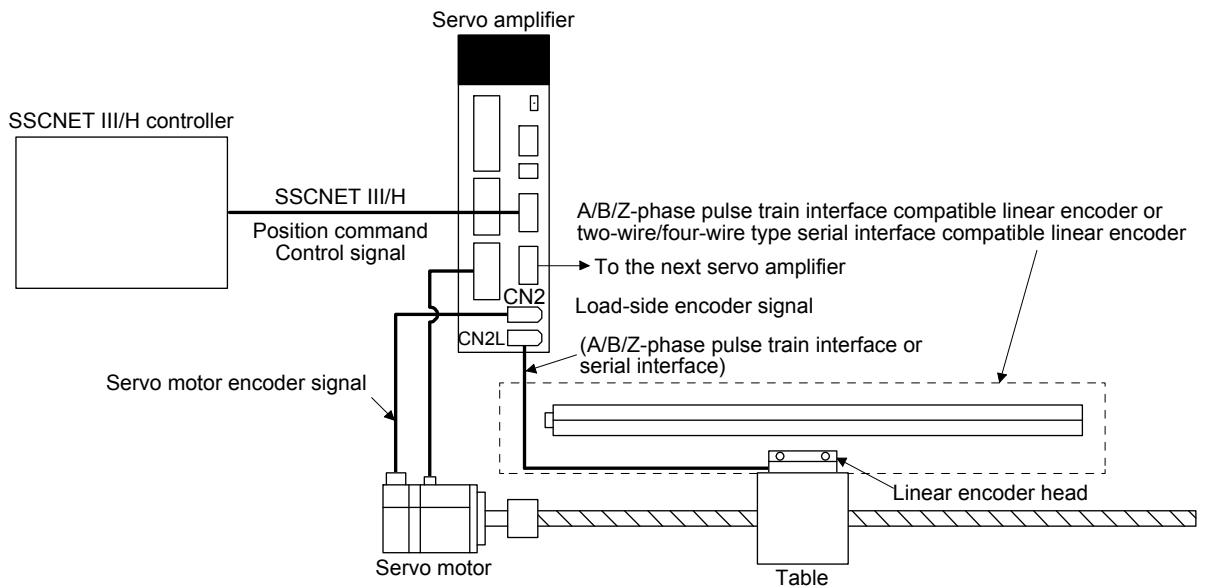 Servo amplifier
SSCNET III/H controller
SSCNET III/H
Position command
Control signal
A/B/Z-phase pulse train interface compatible linear encoder or
two-wire/four-wire type serial interface compatible linear encoder
To the next servo amplifier
CN2
Load-side encoder signal
CN2L
(A/B/Z-phase pulse train interface or
serial interface)
Servo motor encoder signal
Linear encoder head
Servo motor
Table